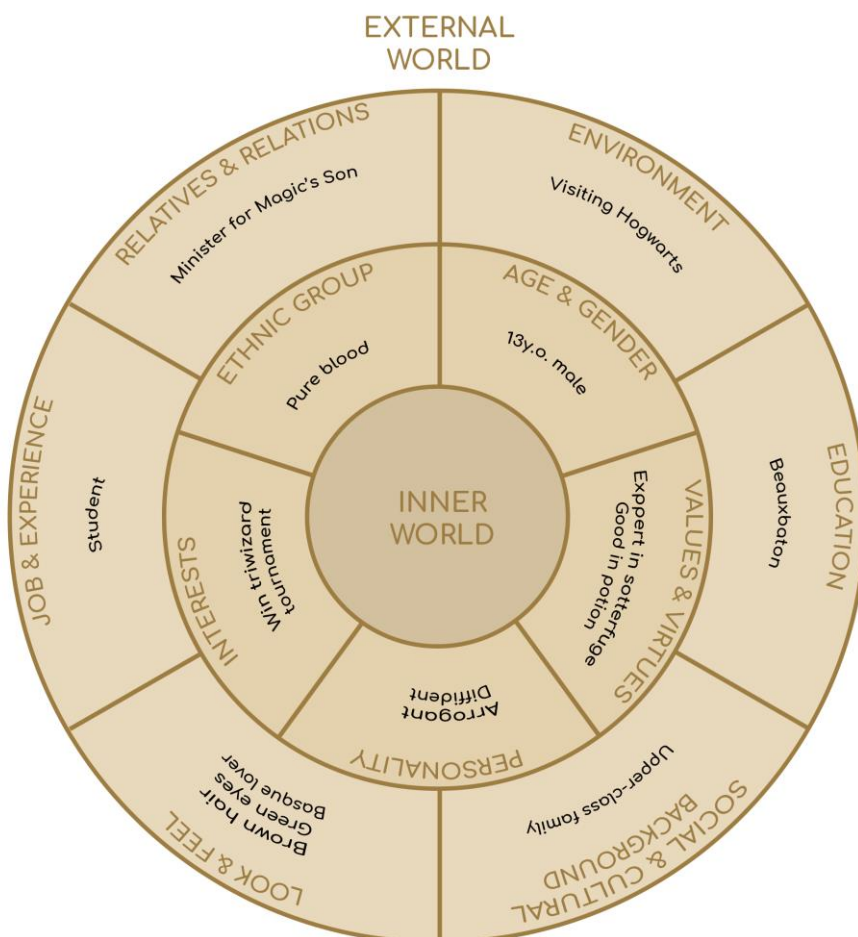 EXTERNAL
WORLD
RELATIVES & RELATIONS
Minister for Magic's Son
ENVIRONMENT
Visiting Hogwarts
ETHNIC GROUP
Pure blood
AGE & GENDER
13y.o. male
JOB & EXPERIENCE
Student
INTERESTS
Win triwizard
tournament
INNER
WORLD
VALUES & VIRTUES
Exppert in sotterfuge
Good in potion
EDUCATION
Beauxbaton
PERSONALITY
Arrogant
Diffident
LOOK & FEEL
Brown hair
Green eyes
Basque lover
SOCIAL & CULTURAL
BACKGROUND
Upper-class family